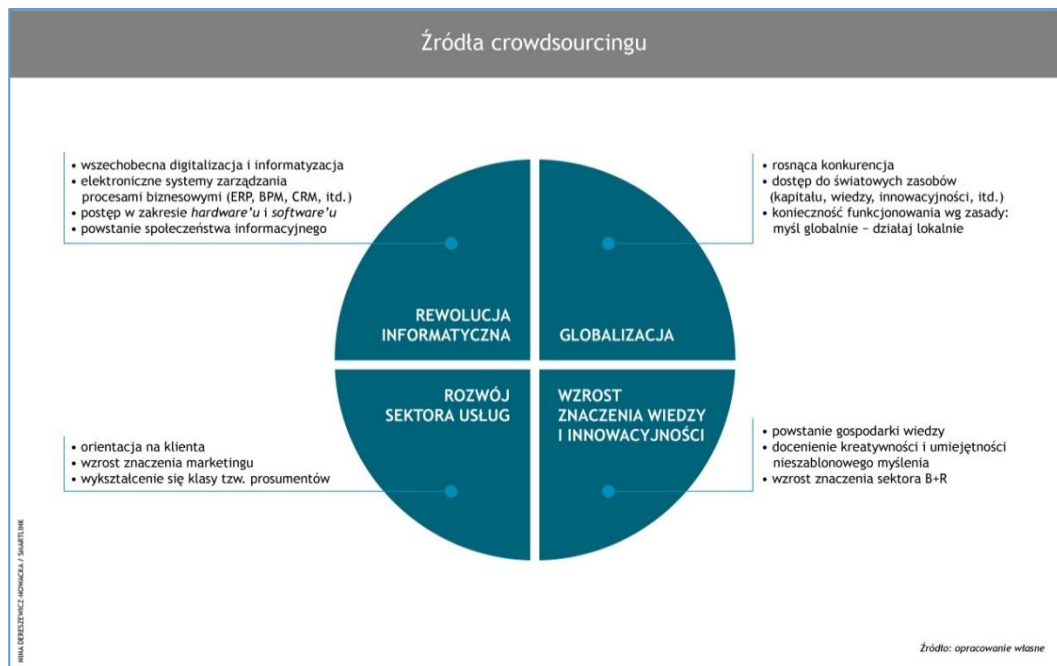 Źródła crowdsourcingu
• wszechobecna digitalizacja i informatyzacja
• elektroniczne systemy zarządzania
procesami biznesowymi (ERP, BPM, CRM, itd.)
• postęp w zakresie hardware’u i software’u
• powstanie społeczeństwa informacyjnego
• rosnąca konkurencja
• dostęp do światowych zasobów
(kapitału, wiedzy, innowacyjności, itd.)
• konieczność funkcjonowania wg zasady:
myśl globalnie – działaj lokalnie
REWOLUCJA
INFORMATYCZNA
GLOBALIZACJA
ROZWÓJ
SEKTORA USŁUG
WZROST
ZNACZENIA WIEDZY
I INNOWACYJNOŚCI
• orientacja na klienta
• wzrost znaczenia marketingu
• wykształcenie się klasy tzw. prosumentów
• powstanie gospodarki wiedzy
• docenienie kreatywności i umiejętności
nieszablonowego myślenia
• wzrost znaczenia sektora B+R
NINA DERESZEWICZ-NOWACKA / SMARTLINK
Źródło: opracowanie własne